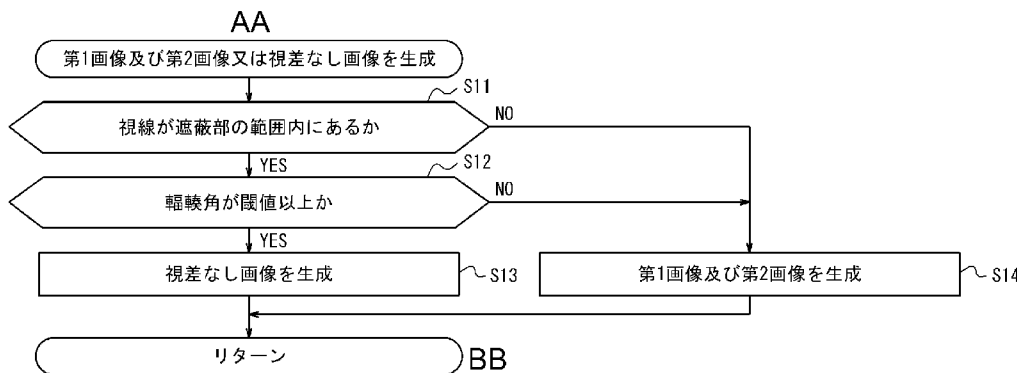 AA
第1画像及び第2画像又は視差なし画像を生成
S11
視線が遮蔽部の範囲内にあるか
NO
YES
S12
輻輳角が閾値以上か
NO
YES
視差なし画像を生成
S13
第1画像及び第2画像を生成
S14
リターン
BB